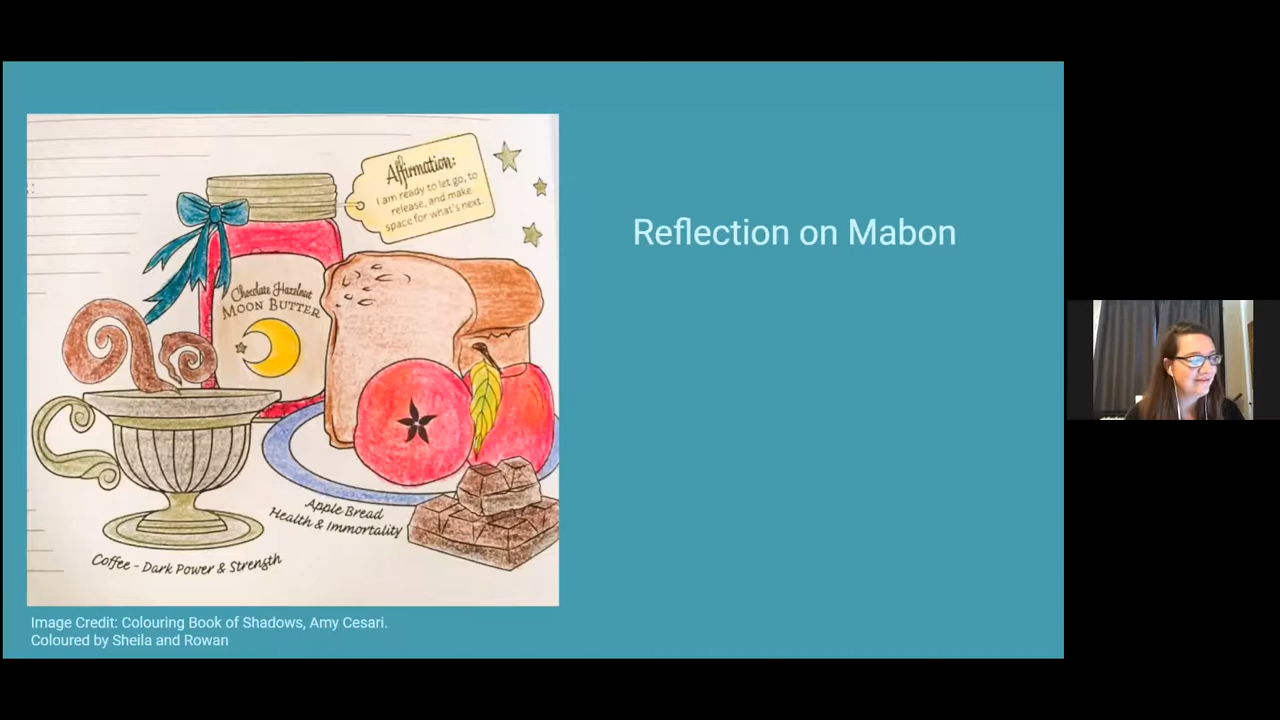 Affirmation:
I am ready to let go, to
release, and make
space for what's next.
Reflection on Mabon
Chocolate Hazelnut
MOON BUTTER
Apple Bread
Health & Immortality
Coffee - Dark Power & Strength
Image Credit: Colouring Book of Shadows, Amy Cesari.
Coloured by Sheila and Rowan